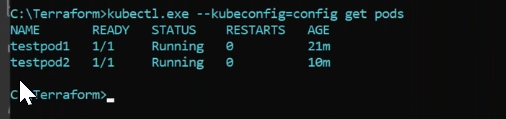 C:\Terraform>kubectl.exe --kubeconfig=config get pods
NAME READY STATUS RESTARTS AGE
testpod1 1/1 Running 0 21m
testpod2 1/1 Running 0 10m
C:\Terraform>